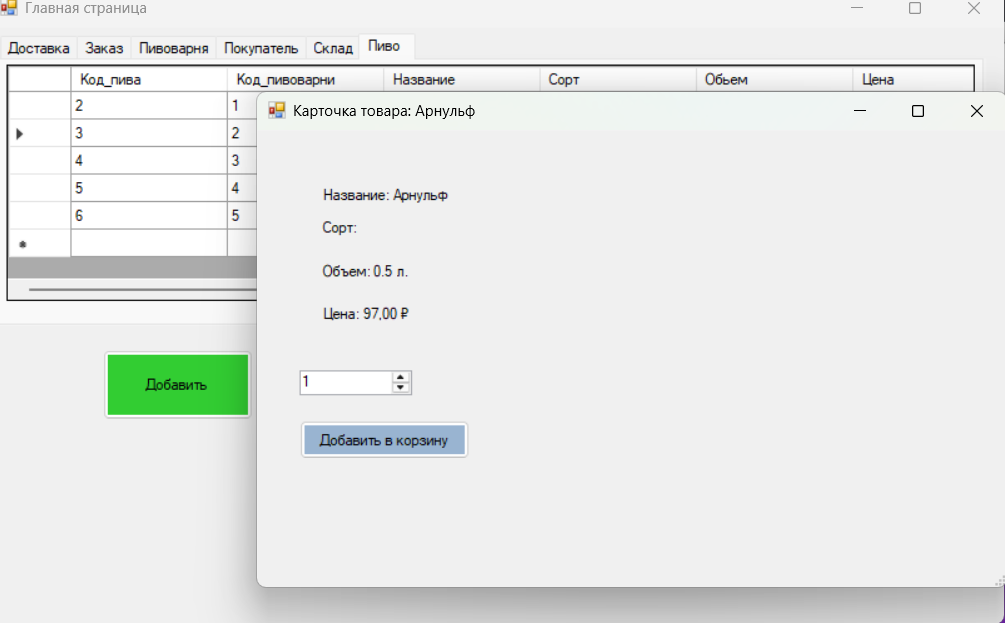 Главная страница
Доставка Заказ Пивоварня Покупатель Склад Пиво
Код_пива Код_пивоварни Название Сорт Обьем Цена
2 1
3 2
4 3
5 4
6 5
Карточка товара: Арнульф
Название: Арнульф
Сорт:
Объем: 0.5 л.
Цена: 97,00 ₽
1
Добавить в корзину
Добавить